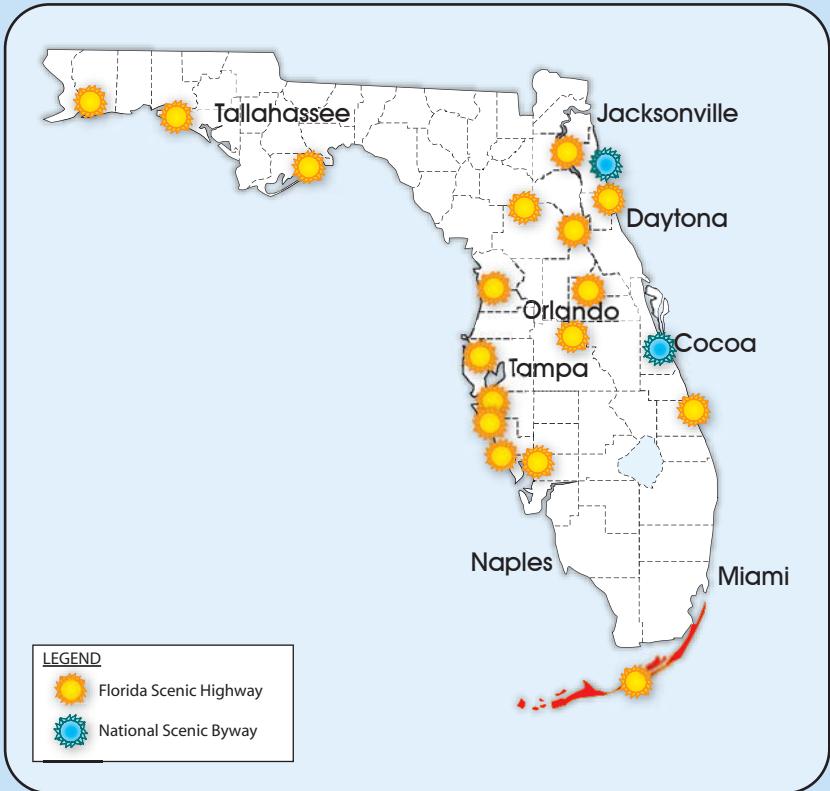 Tallahassee
Jacksonville
Daytona
Orlando
Cocoa
Tampa
Naples
Miami
LEGEND
Florida Scenic Highway
National Scenic Byway